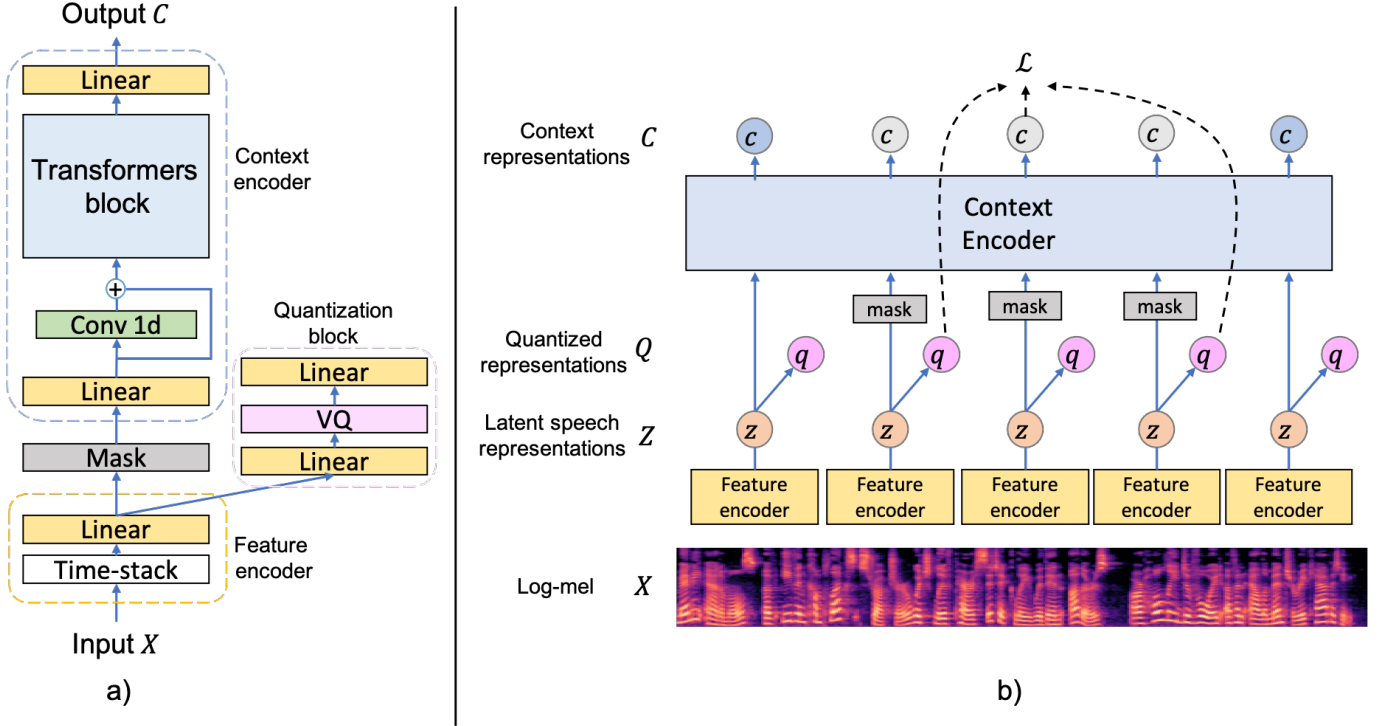 Output C
Linear
Transformers
block
Context
encoder
+
Conv 1d
Linear
Mask
Quantization
block
Linear
VQ
Linear
Linear
Time-stack
Feature
encoder
Input X
a)
ℒ
Context
representations
C
c c c c c
Context
Encoder
mask mask mask
Quantized
representations
Q
q q q q q
Latent speech
representations
Z
z z z z z
Feature
encoder
Feature
encoder
Feature
encoder
Feature
encoder
Feature
encoder
Log-mel
X
b)